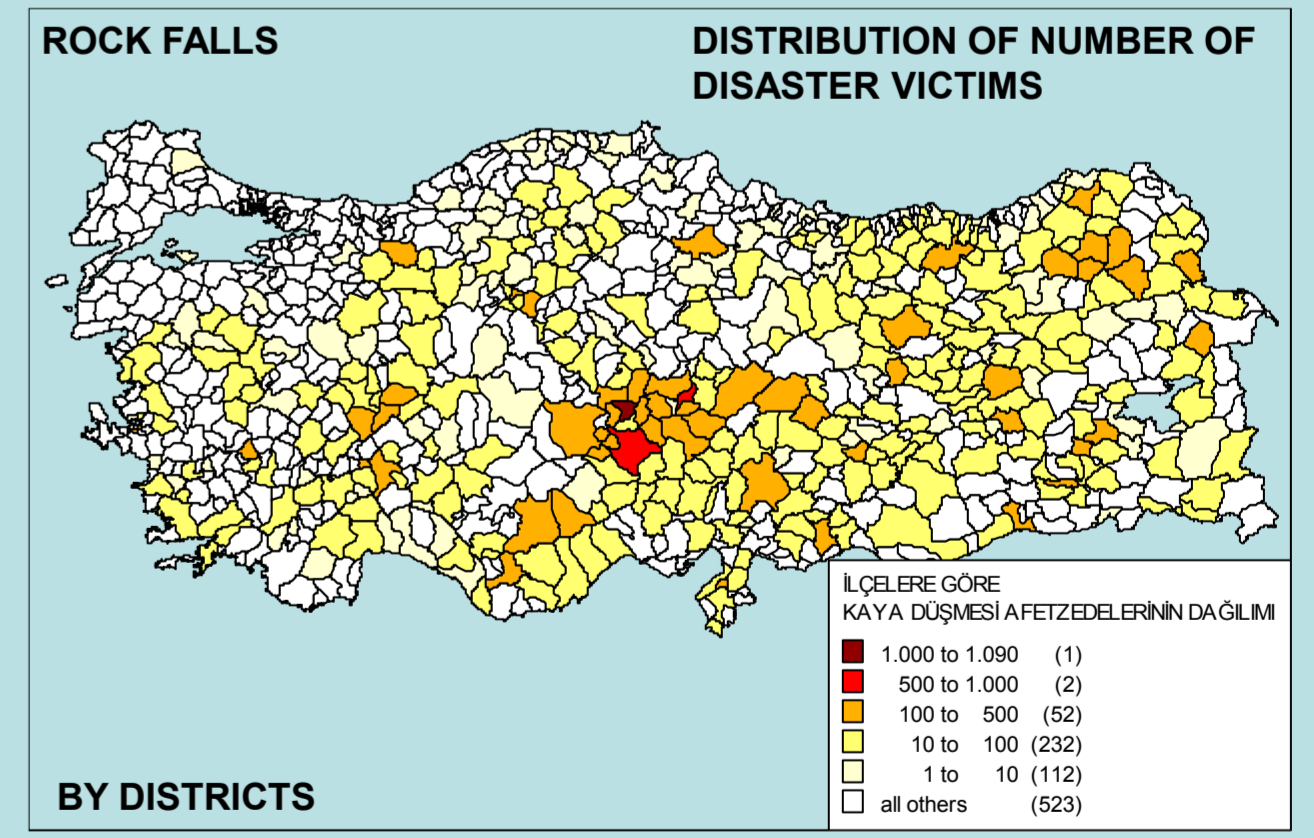 ROCK FALLS
DISTRIBUTION OF NUMBER OF
DISASTER VICTIMS
İLÇELERE GÖRE
KAYA DÜŞMESİ AFETZEDELERİNİN DAĞILIMI
1.000 to 1.090 (1)
500 to 1.000 (2)
100 to 500 (52)
10 to 100 (232)
1 to 10 (112)
all others (523)
BY DISTRICTS